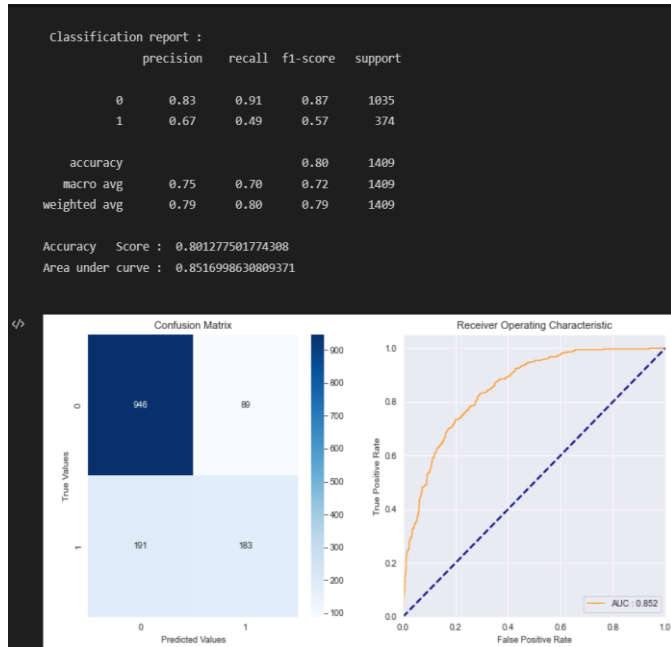 Classification report :
precision recall f1-score support
0 0.83 0.91 0.87 1035
1 0.67 0.49 0.57 374
accuracy 0.80 1409
macro avg 0.75 0.70 0.72 1409
weighted avg 0.79 0.80 0.79 1409
Accuracy Score : 0.801277501774308
Area under curve : 0.8516998630809371
</>
Confusion Matrix
True Values
0
1
946 89
191 183
0 1
Predicted Values
900
800
700
600
500
400
300
200
100
Receiver Operating Characteristic
True Positive Rate
1.0
0.8
0.6
0.4
0.2
0.0
AUC : 0.852
0.0 0.2 0.4 0.6 0.8 1.0
False Positive Rate